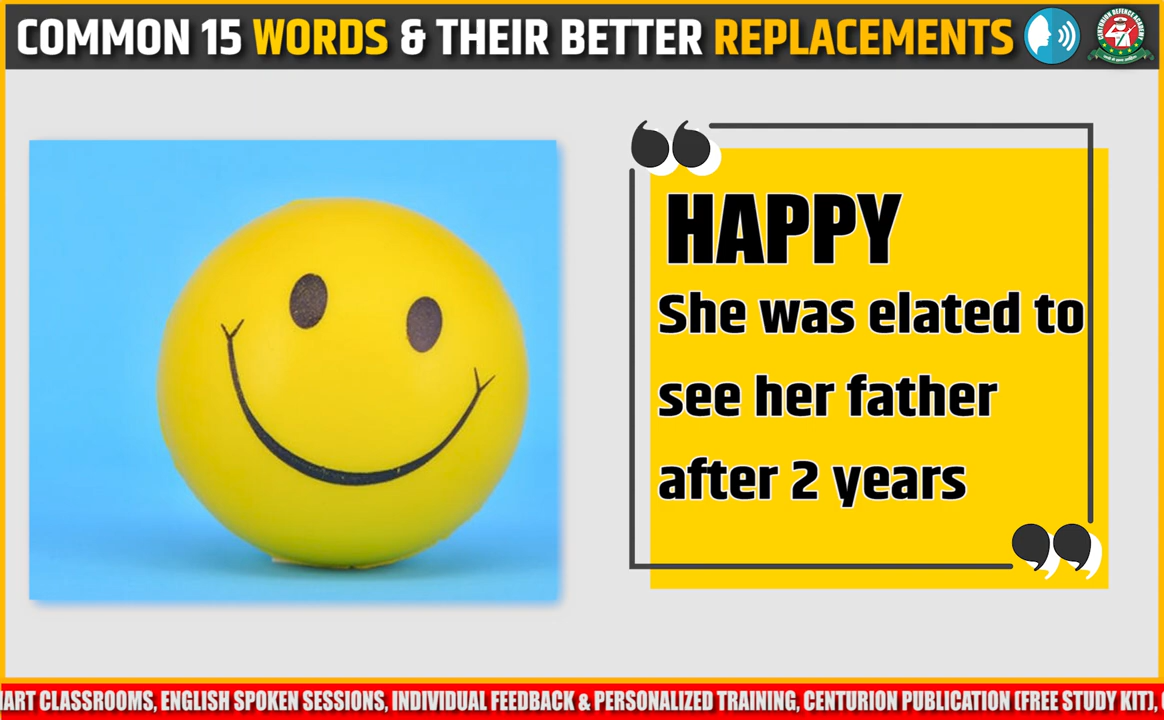 COMMON 15 WORDS & THEIR BETTER REPLACEMENTS
HAPPY
She was elated to
see her father
after 2 years
CLASSROOMS, ENGLISH SPOKEN SESSIONS, INDIVIDUAL FEEDBACK & PERSONALIZED TRAINING, CENTURION PUBLICATION (FREE STUDY KIT),